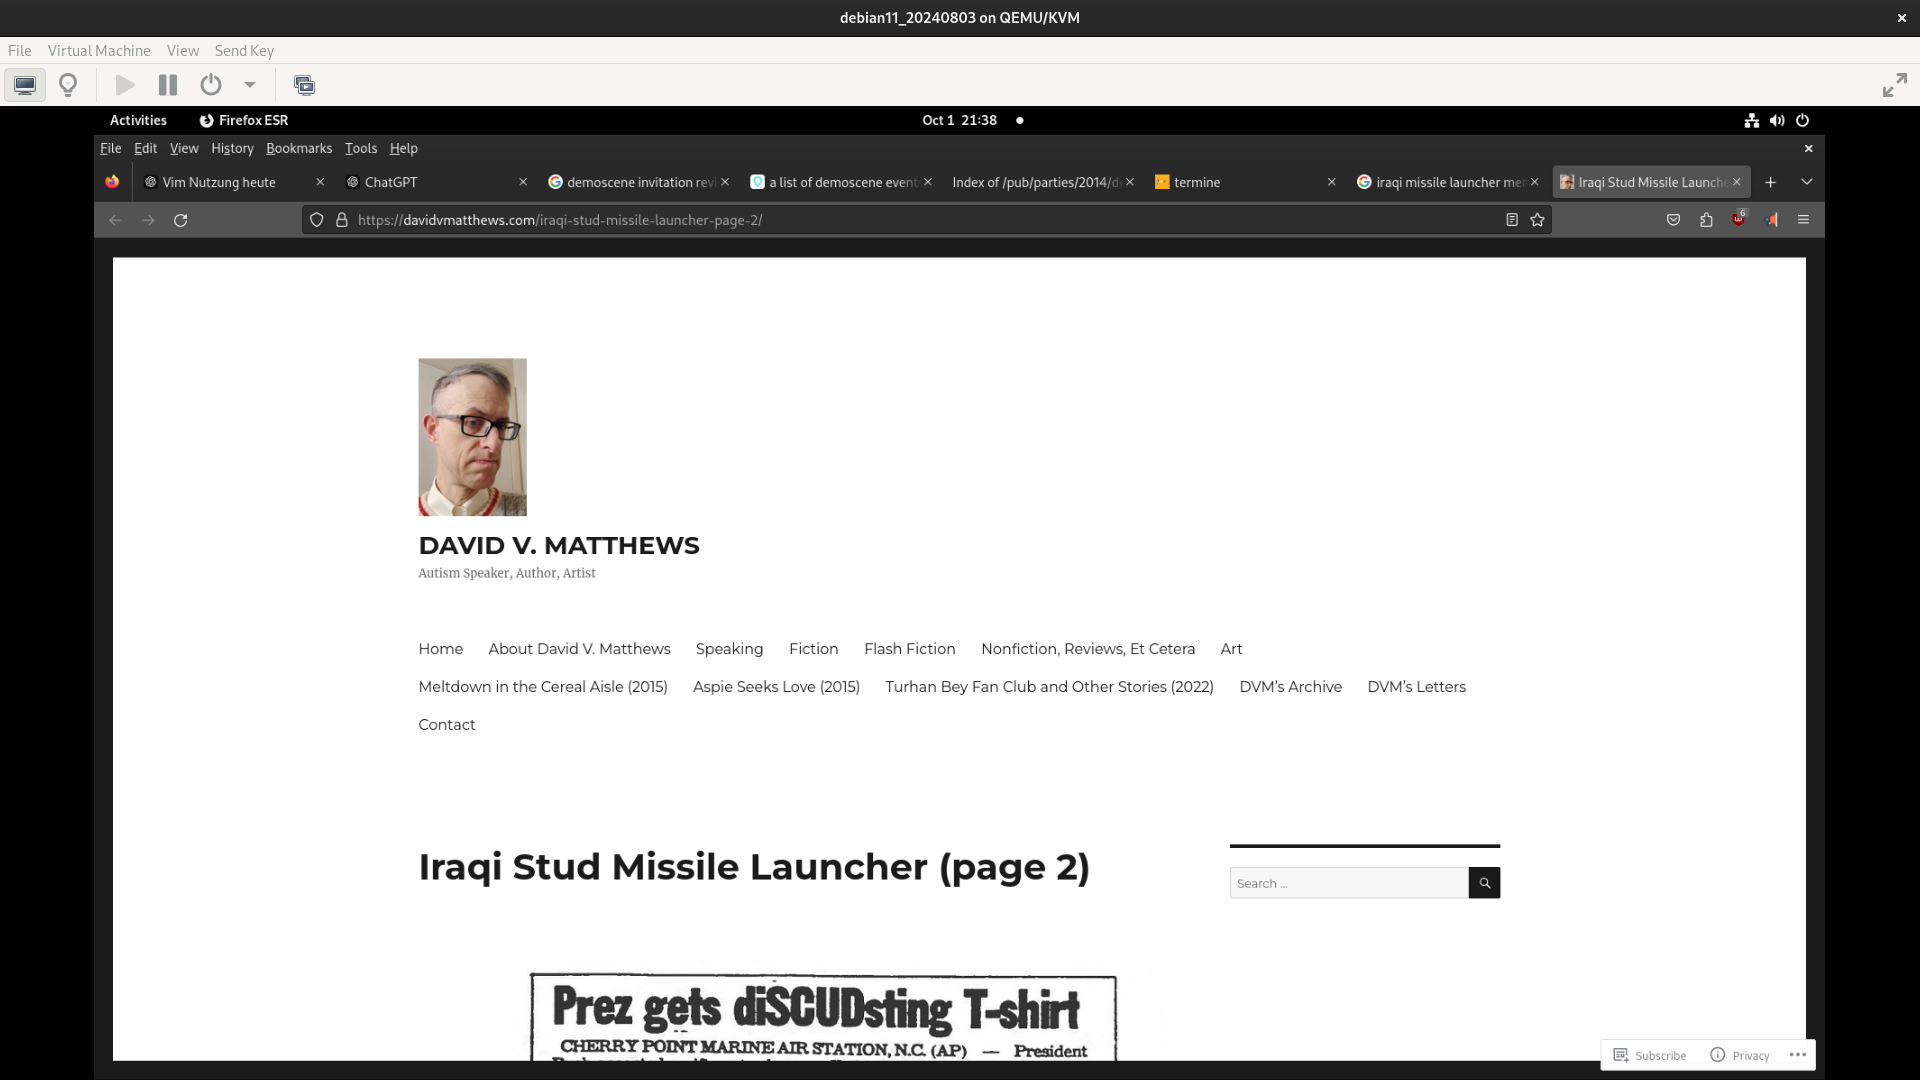 debian11_20240803 on QEMU/KVM
File Virtual Machine View Send Key
Activities Firefox ESR Oct 1 21:38
File Edit View History Bookmarks Tools Help
Vim Nutzung heute ChatGPT demoscene invitation revi a list of demoscene event Index of /pub/parties/2014/de termine iraqi missile launcher mer Iraqi Stud Missile Launche
https://davidvmatthews.com/iraqi-stud-missile-launcher-page-2/ 6
DAVID V. MATTHEWS
Autism Speaker, Author, Artist
Home About David V. Matthews Speaking Fiction Flash Fiction Nonfiction, Reviews, Et Cetera Art
Meltdown in the Cereal Aisle (2015) Aspie Seeks Love (2015) Turhan Bey Fan Club and Other Stories (2022) DVM’s Archive DVM’s Letters
Contact
Iraqi Stud Missile Launcher (page 2)
Search …
Prez gets diSCUDsting T-shirt
CHERRY POINT MARINE AIR STATION, N.C. (AP) — President
Subscribe Privacy